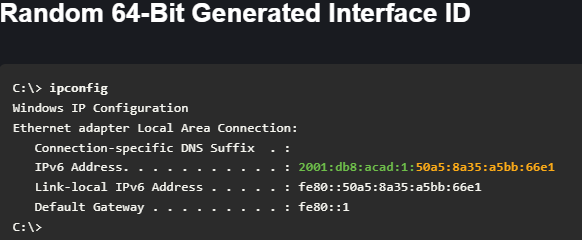 Random 64-Bit Generated Interface ID
C:\> ipconfig
Windows IP Configuration
Ethernet adapter Local Area Connection:
   Connection-specific DNS Suffix  . :
   IPv6 Address. . . . . . . . . . . : 2001:db8:acad:1:50a5:8a35:a5bb:66e1
   Link-local IPv6 Address . . . . . : fe80::50a5:8a35:a5bb:66e1
   Default Gateway . . . . . . . . . : fe80::1
C:\>